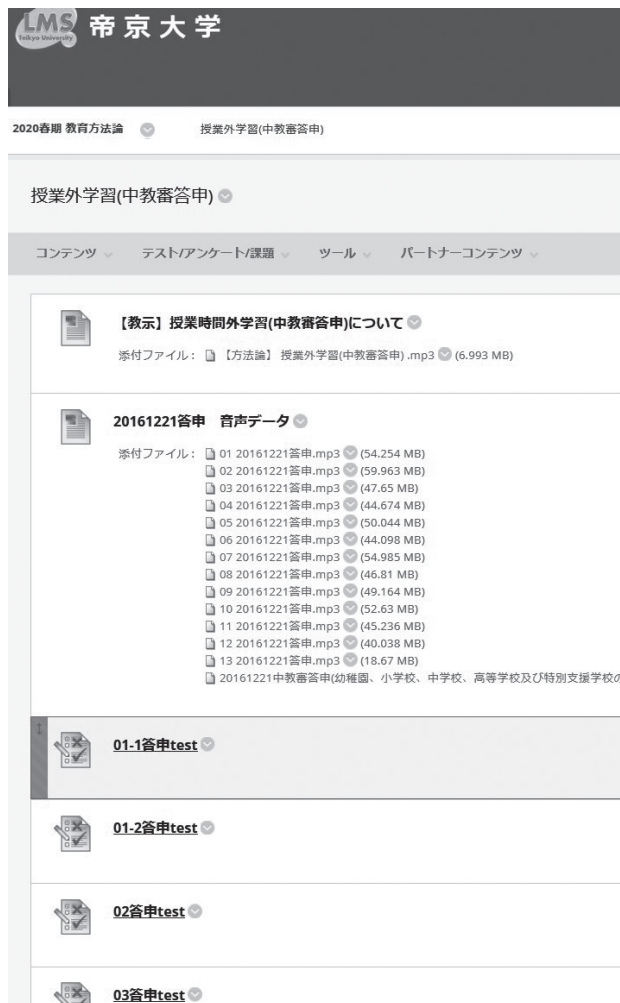 LMS 帝京大学
Teikyo University
2020春期 教育方法論 授業外学習(中教審答申)
授業外学習(中教審答申)
コンテンツ テスト/アンケート/課題 ツール パートナーコンテンツ
【教示】授業時間外学習(中教審答申)について
添付ファイル: 【方法論】 授業外学習(中教審答申) .mp3 (6.993 MB)
20161221答申 音声データ
添付ファイル: 01 20161221答申.mp3 (54.254 MB)
02 20161221答申.mp3 (59.963 MB)
03 20161221答申.mp3 (47.65 MB)
04 20161221答申.mp3 (44.674 MB)
05 20161221答申.mp3 (50.044 MB)
06 20161221答申.mp3 (44.098 MB)
07 20161221答申.mp3 (54.985 MB)
08 20161221答申.mp3 (46.81 MB)
09 20161221答申.mp3 (49.164 MB)
10 20161221答申.mp3 (52.63 MB)
11 20161221答申.mp3 (45.236 MB)
12 20161221答申.mp3 (40.038 MB)
13 20161221答申.mp3 (18.67 MB)
20161221中教審答申(幼稚園、小学校、中学校、高等学校及び特別支援学校の
01-1答申test
01-2答申test
02答申test
03答申test